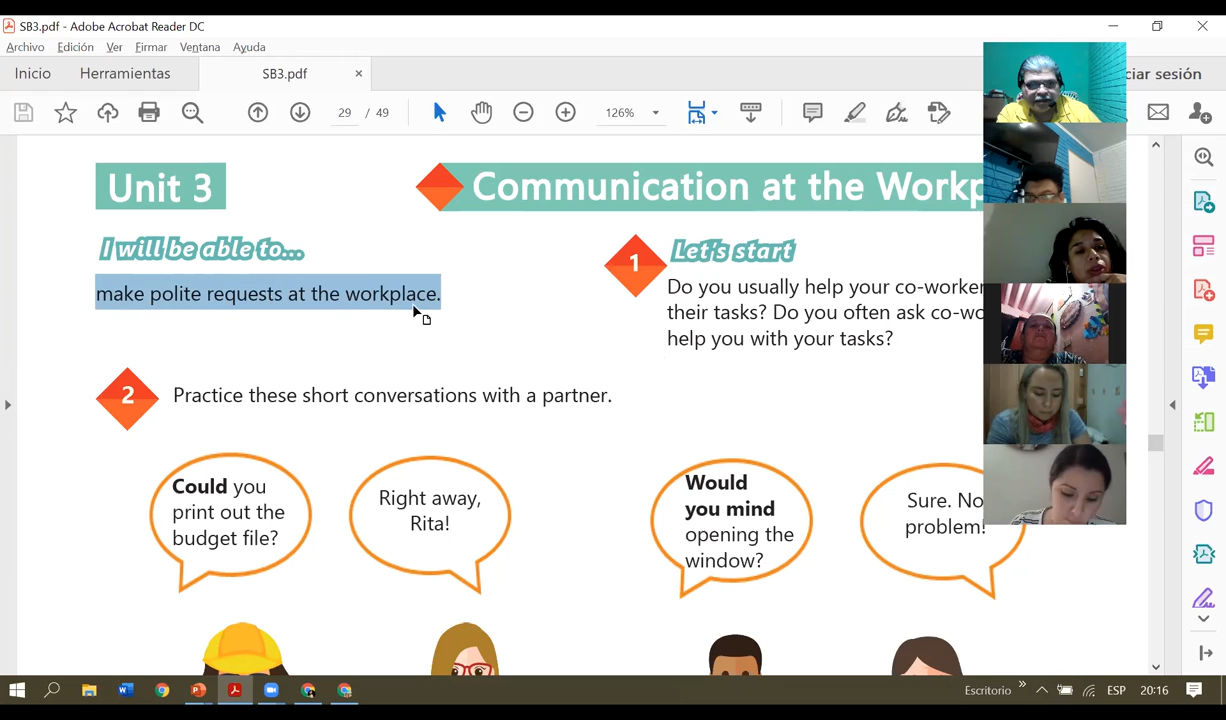 SB3.pdf - Adobe Acrobat Reader DC
Archivo Edición Ver Firmar Ventana Ayuda
Inicio Herramientas SB3.pdf × ciar sesión
29 / 49 126%
Unit 3
Communication at the Workp
I will be able to...
make polite requests at the workplace.
1
Let's start
Do you usually help your co-worker
their tasks? Do you often ask co-wo
help you with your tasks?
2
Practice these short conversations with a partner.
Could you
print out the
budget file?
Right away,
Rita!
Would
you mind
opening the
window?
Sure. No
problem!
Escritorio » ESP 20:16